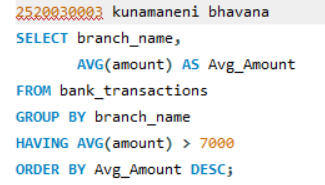 2520030003 kunamaneni bhavana
SELECT branch_name,
       AVG(amount) AS Avg_Amount
FROM bank_transactions
GROUP BY branch_name
HAVING AVG(amount) > 7000
ORDER BY Avg_Amount DESC;